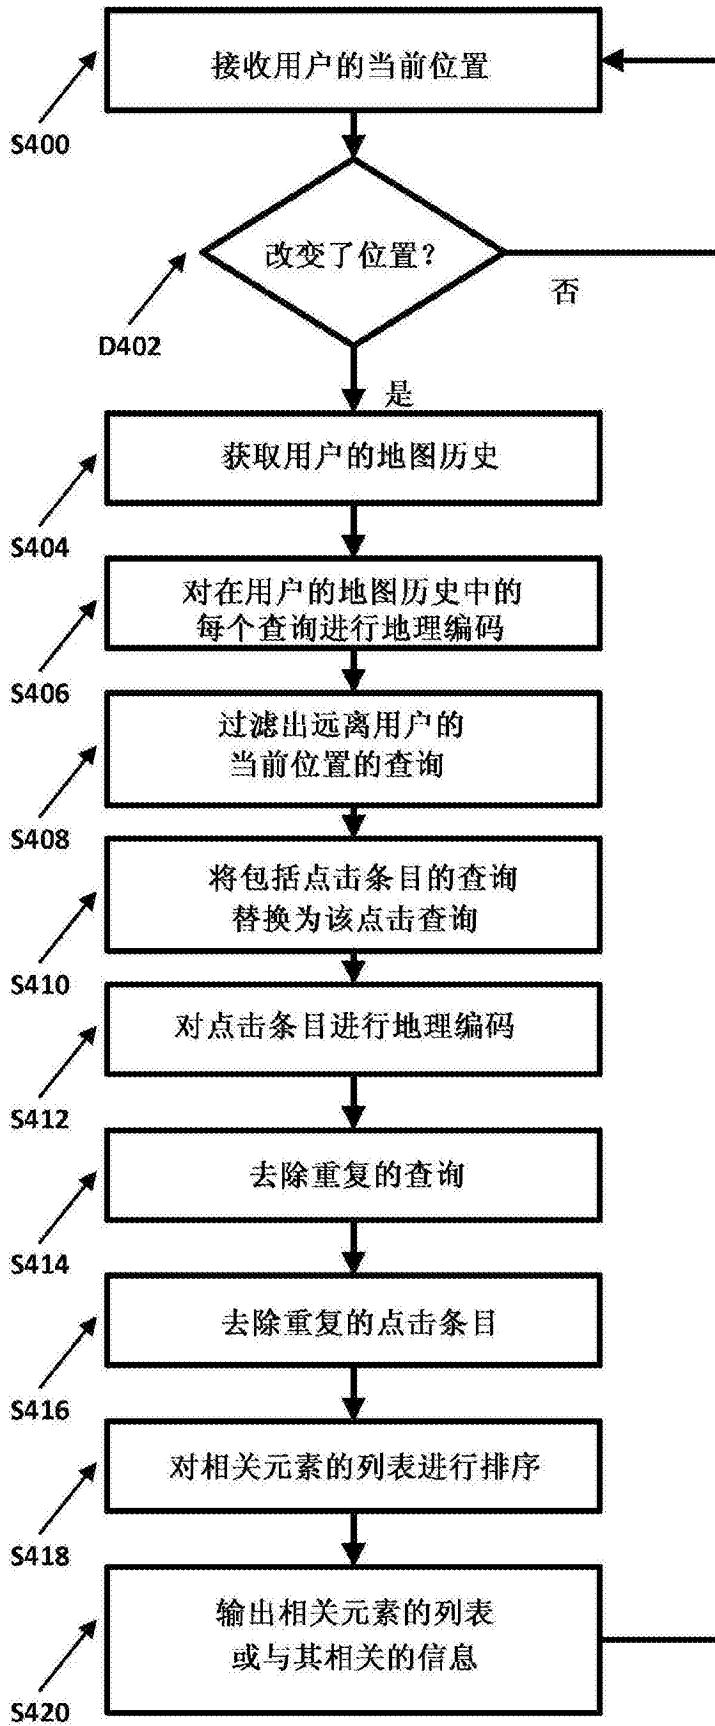 接收用户的当前位置
S400
改变了位置？
否
D402
是
获取用户的地图历史
S404
对在用户的地图历史中的
每个查询进行地理编码
S406
过滤出远离用户的
当前位置的查询
S408
将包括点击条目的查询
替换为该点击查询
S410
对点击条目进行地理编码
S412
去除重复的查询
S414
去除重复的点击条目
S416
对相关元素的列表进行排序
S418
输出相关元素的列表
或与其相关的信息
S420